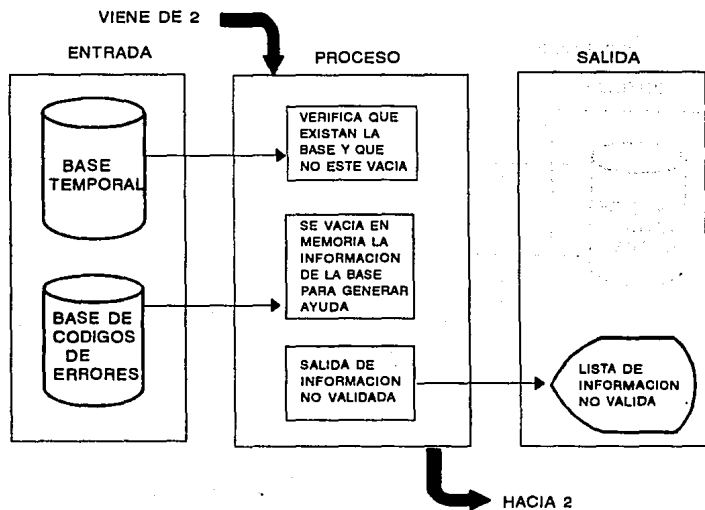 VIENE DE 2
ENTRADA
PROCESO
SALIDA
BASE
TEMPORAL
VERIFICA QUE
EXISTAN LA
BASE Y QUE
NO ESTE VACIA
SE VACIA EN
MEMORIA LA
INFORMACION
DE LA BASE
PARA GENERAR
AYUDA
BASE DE
CODIGOS
DE
ERRORES
SALIDA DE
INFORMACION
NO VALIDADA
LISTA DE
INFORMACION
NO VALIDA
HACIA 2